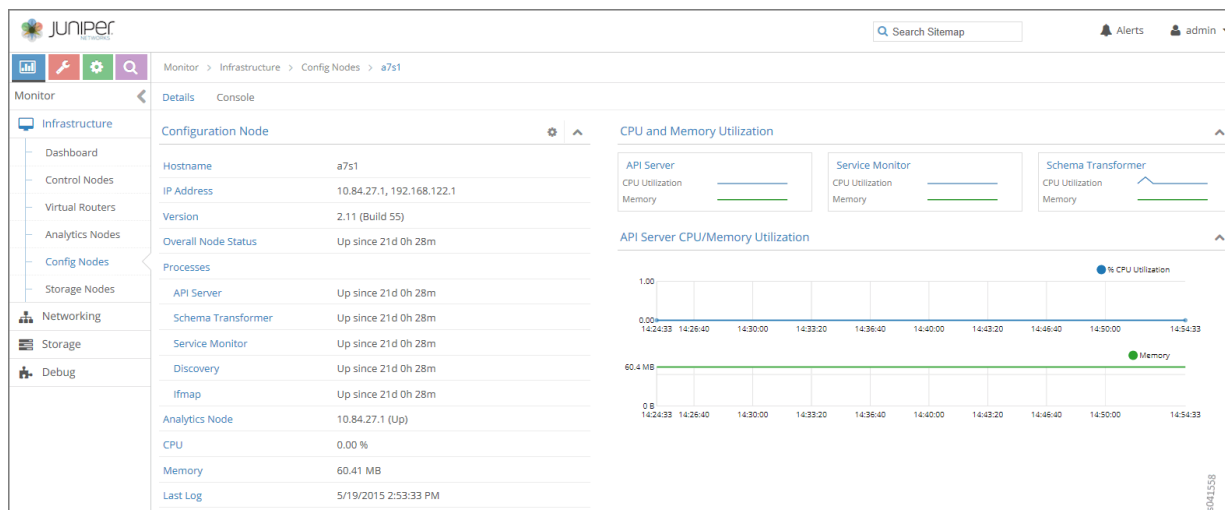 JUNIPER
NETWORKS
Search Sitemap
Alerts
admin
Monitor > Infrastructure > Config Nodes > a7s1
Monitor
Details Console
Infrastructure
Dashboard
Control Nodes
Virtual Routers
Analytics Nodes
Config Nodes
Storage Nodes
Networking
Storage
Debug
Configuration Node
Hostname a7s1
IP Address 10.84.27.1, 192.168.122.1
Version 2.11 (Build 55)
Overall Node Status Up since 21d 0h 28m
Processes
API Server Up since 21d 0h 28m
Schema Transformer Up since 21d 0h 28m
Service Monitor Up since 21d 0h 28m
Discovery Up since 21d 0h 28m
Ifmap Up since 21d 0h 28m
Analytics Node 10.84.27.1 (Up)
CPU 0.00 %
Memory 60.41 MB
Last Log 5/19/2015 2:53:33 PM
CPU and Memory Utilization
API Server
CPU Utilization
Memory
Service Monitor
CPU Utilization
Memory
Schema Transformer
CPU Utilization
Memory
API Server CPU/Memory Utilization
% CPU Utilization
1.00
0.00
14:24:33 14:26:40 14:30:00 14:33:20 14:36:40 14:40:00 14:43:20 14:46:40 14:50:00 14:54:33
Memory
60.4 MB
0 B
14:24:33 14:26:40 14:30:00 14:33:20 14:36:40 14:40:00 14:43:20 14:46:40 14:50:00 14:54:33
s041558